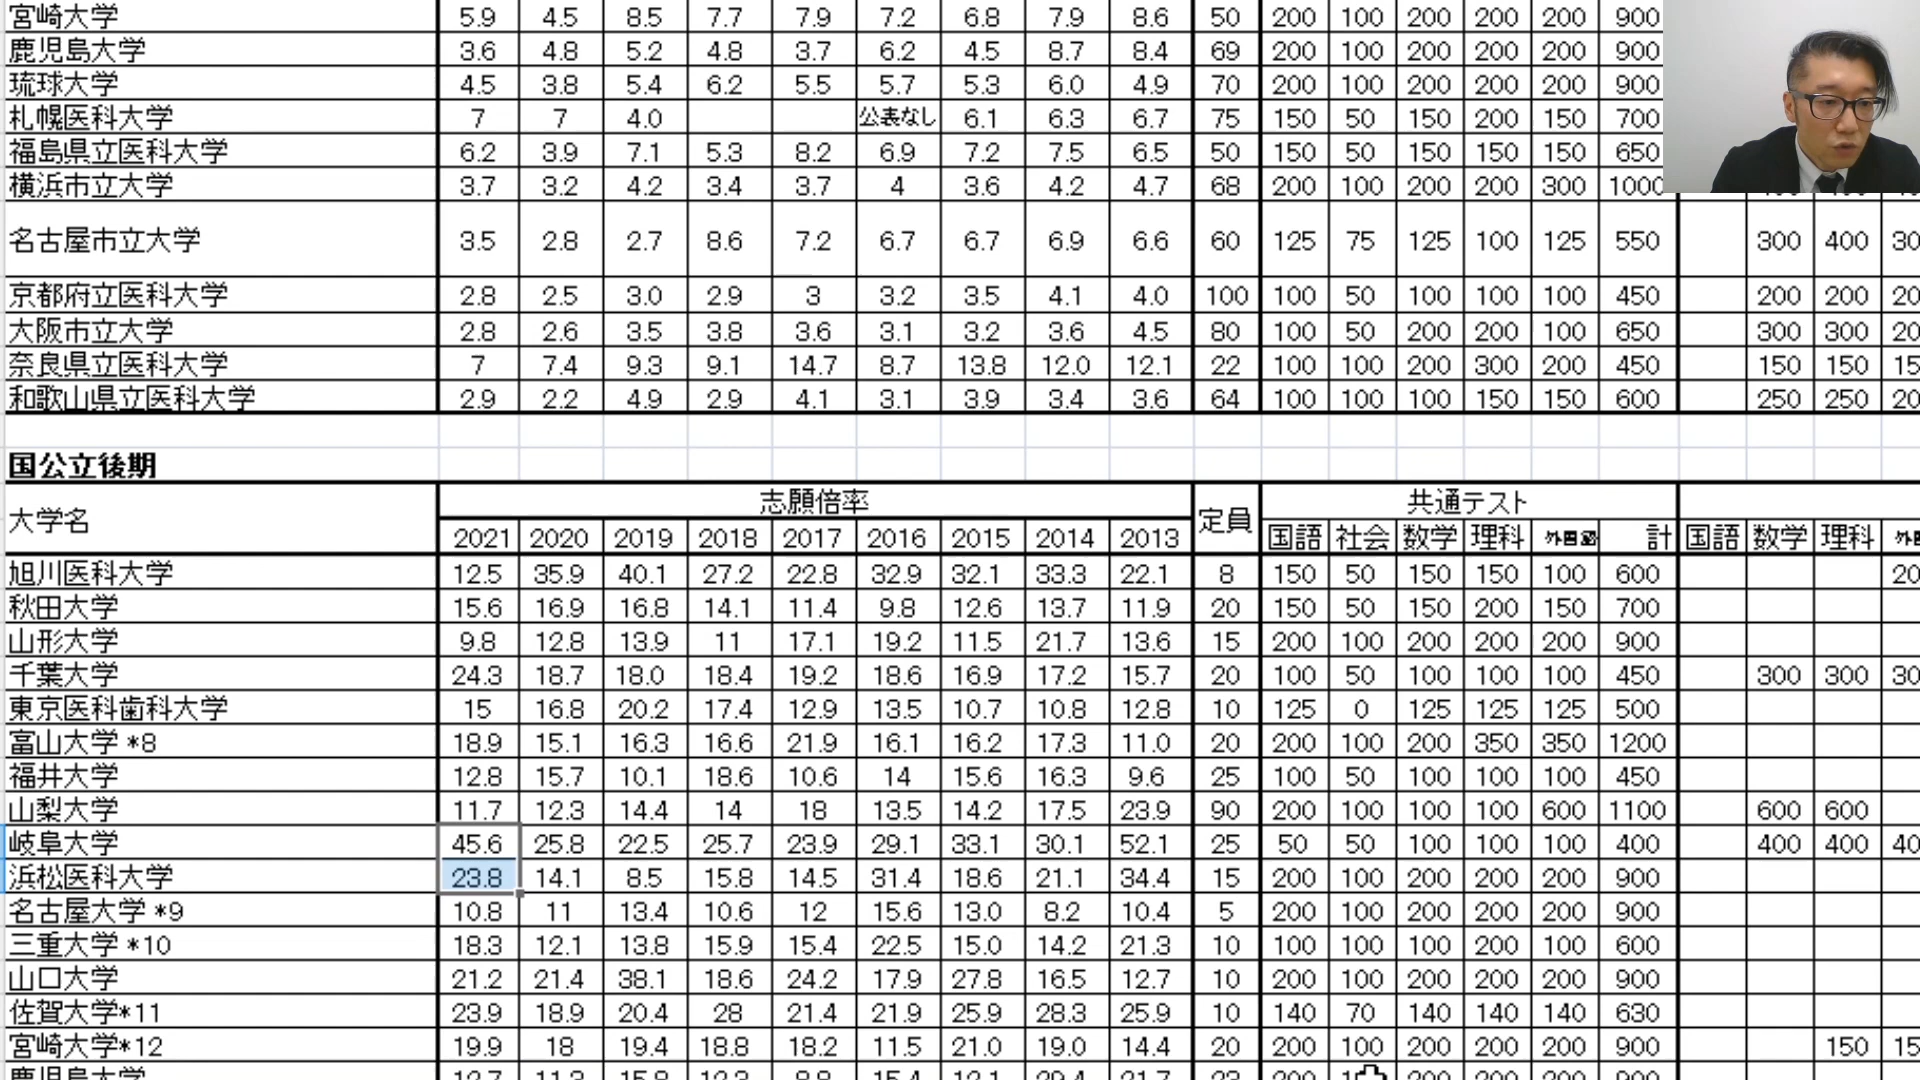 宮崎大学 5.9 4.5 8.5 7.7 7.9 7.2 6.8 7.9 8.6 50 200 100 200 200 200 900
鹿児島大学 3.6 4.8 5.2 4.8 3.7 6.2 4.5 8.7 8.4 69 200 100 200 200 200 900
琉球大学 4.5 3.8 5.4 6.2 5.5 5.7 5.3 6.0 4.9 70 200 100 200 200 200 900
札幌医科大学 7 7 4.0 公表なし 6.1 6.3 6.7 75 150 50 150 200 150 700
福島県立医科大学 6.2 3.9 7.1 5.3 8.2 6.9 7.2 7.5 6.5 50 150 50 150 150 150 650
横浜市立大学 3.7 3.2 4.2 3.4 3.7 4 3.6 4.2 4.7 68 200 100 200 200 300 1000
名古屋市立大学 3.5 2.8 2.7 8.6 7.2 6.7 6.7 6.9 6.6 60 125 75 125 100 125 550 300 400 30
京都府立医科大学 2.8 2.5 3.0 2.9 3 3.2 3.5 4.1 4.0 100 100 50 100 100 100 450 200 200 20
大阪市立大学 2.8 2.6 3.5 3.8 3.6 3.1 3.2 3.6 4.5 80 100 50 200 200 100 650 300 300 20
奈良県立医科大学 7 7.4 9.3 9.1 14.7 8.7 13.8 12.0 12.1 22 100 100 200 300 200 450 150 150 15
和歌山県立医科大学 2.9 2.2 4.9 2.9 4.1 3.1 3.9 3.4 3.6 64 100 100 100 150 150 600 250 250 20
国公立後期
大学名 志願倍率 定員 共通テスト
2021 2020 2019 2018 2017 2016 2015 2014 2013 国語 社会 数学 理科 外国語 計 国語 数学 理科
旭川医科大学 12.5 35.9 40.1 27.2 22.8 32.9 32.1 33.3 22.1 8 150 50 150 150 100 600 20
秋田大学 15.6 16.9 16.8 14.1 11.4 9.8 12.6 13.7 11.9 20 150 50 150 200 150 700
山形大学 9.8 12.8 13.9 11 17.1 19.2 11.5 21.7 13.6 15 200 100 200 200 200 900
千葉大学 24.3 18.7 18.0 18.4 19.2 18.6 16.9 17.2 15.7 20 100 50 100 100 100 450 300 300 30
東京医科歯科大学 15 16.8 20.2 17.4 12.9 13.5 10.7 10.8 12.8 10 125 0 125 125 125 500
富山大学 *8 18.9 15.1 16.3 16.6 21.9 16.1 16.2 17.3 11.0 20 200 100 200 350 350 1200
福井大学 12.8 15.7 10.1 18.6 10.6 14 15.6 16.3 9.6 25 100 50 100 100 100 450
山梨大学 11.7 12.3 14.4 14 18 13.5 14.2 17.5 23.9 90 200 100 100 100 600 1100 600 600
岐阜大学 45.6 25.8 22.5 25.7 23.9 29.1 33.1 30.1 52.1 25 50 50 100 100 100 400 400 400 40
浜松医科大学 23.8 14.1 8.5 15.8 14.5 31.4 18.6 21.1 34.4 15 200 100 200 200 200 900
名古屋大学 *9 10.8 11 13.4 10.6 12 15.6 13.0 8.2 10.4 5 200 100 200 200 200 900
三重大学 *10 18.3 12.1 13.8 15.9 15.4 22.5 15.0 14.2 21.3 10 100 100 100 200 100 600
山口大学 21.2 21.4 38.1 18.6 24.2 17.9 27.8 16.5 12.7 10 200 100 200 200 200 900
佐賀大学*11 23.9 18.9 20.4 28 21.4 21.9 25.9 28.3 25.9 10 140 70 140 140 140 630
宮崎大学*12 19.9 18 19.4 18.8 18.2 11.5 21.0 19.0 14.4 20 200 100 200 200 200 900 150 15
鹿児島大学